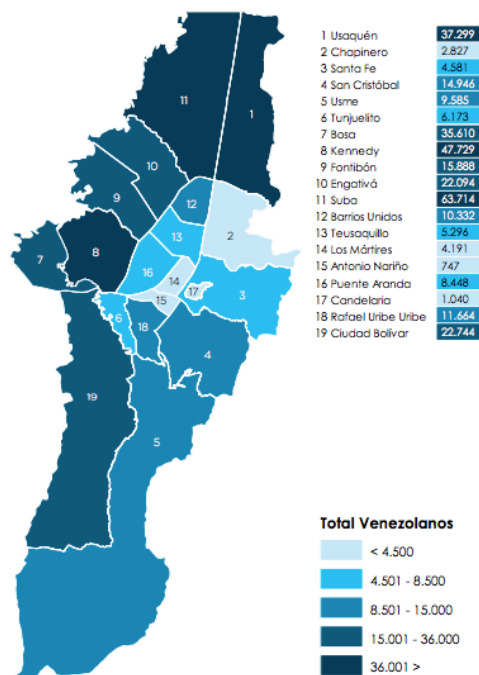 1 Usaquén 37.299
2 Chapinero 2.827
3 Santa Fe 4.581
4 San Cristóbal 14.946
5 Usme 9.585
6 Tunjuelito 6.173
7 Bosa 35.610
8 Kennedy 47.729
9 Fontibón 15.888
10 Engativá 22.094
11 Suba 63.714
12 Barrios Unidos 10.332
13 Teusaquillo 5.296
14 Los Mártires 4.191
15 Antonio Nariño 747
16 Puente Aranda 8.448
17 Candelaria 1.040
18 Rafael Uribe Uribe 11.664
19 Ciudad Bolívar 22.744
11
1
10
12
9
13
2
8
16
7
14
17
15
3
6
18
4
19
5
Total Venezolanos
< 4.500
4.501 - 8.500
8.501 - 15.000
15.001 - 36.000
36.001 >